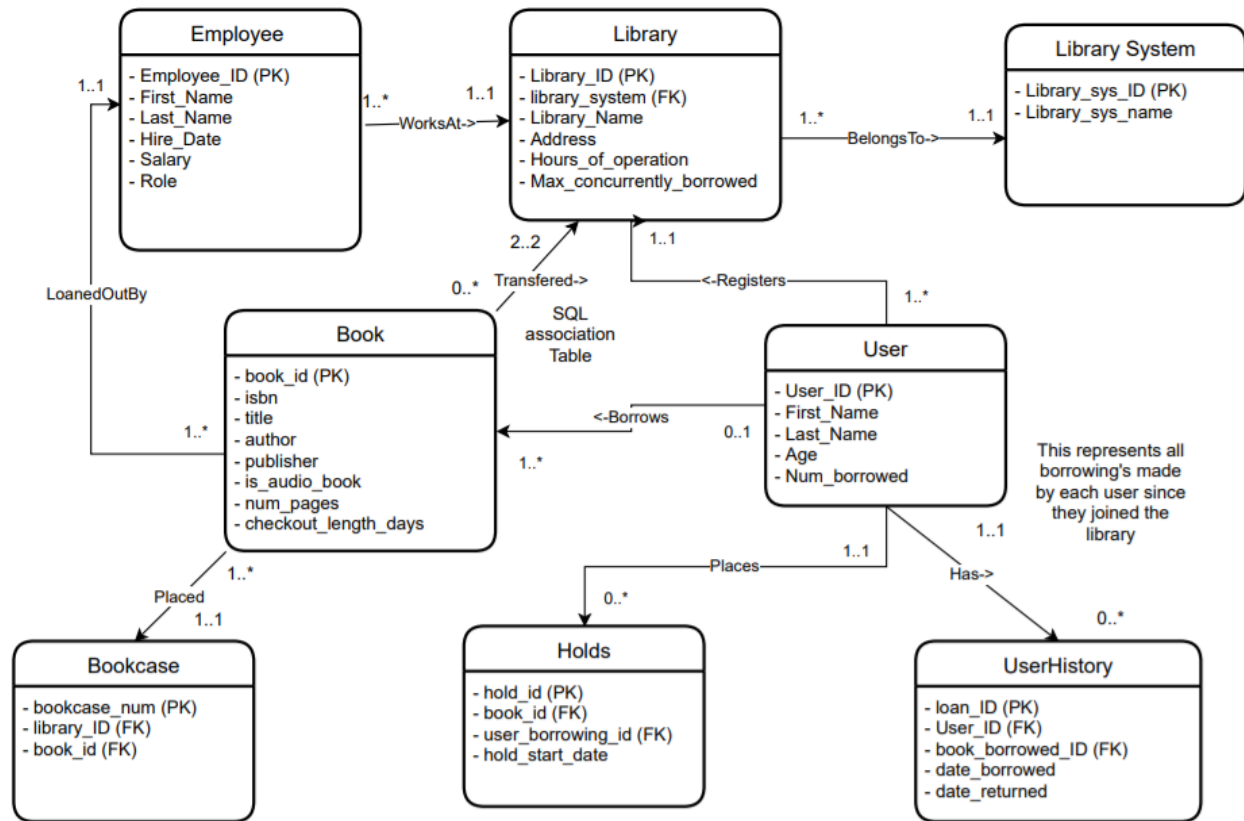 Employee
- Employee_ID (PK)
- First_Name
- Last_Name
- Hire_Date
- Salary
- Role
1..1
1..*
WorksAt->
1..1
Library
- Library_ID (PK)
- library_system (FK)
- Library_Name
- Address
- Hours_of_operation
- Max_concurrently_borrowed
1..*
BelongsTo->
1..1
Library System
- Library_sys_ID (PK)
- Library_sys_name
LoanedOutBy
2..2
Transfered->
0..*
SQL
association
Table
1..1
<-Registers
1..*
Book
- book_id (PK)
- isbn
- title
- author
- publisher
- is_audio_book
- num_pages
- checkout_length_days
1..*
<-Borrows
0..1
1..*
User
- User_ID (PK)
- First_Name
- Last_Name
- Age
- Num_borrowed
This represents all
borrowing's made
by each user since
they joined the
library
1..*
Placed
1..1
1..1
Places
0..*
1..1
Has->
0..*
Bookcase
- bookcase_num (PK)
- library_ID (FK)
- book_id (FK)
Holds
- hold_id (PK)
- book_id (FK)
- user_borrowing_id (FK)
- hold_start_date
UserHistory
- loan_ID (PK)
- User_ID (FK)
- book_borrowed_ID (FK)
- date_borrowed
- date_returned